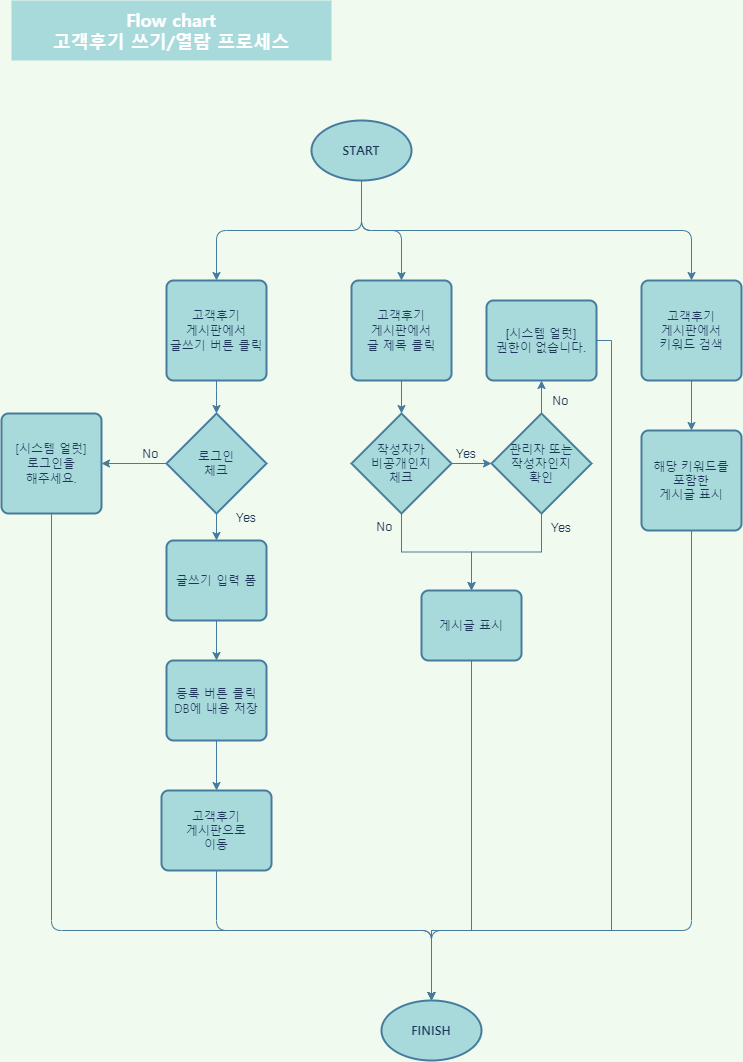 Flow chart
고객후기 쓰기/열람 프로세스
START
고객후기
게시판에서
글쓰기 버튼 클릭
고객후기
게시판에서
글 제목 클릭
[시스템 얼럿]
권한이 없습니다.
고객후기
게시판에서
키워드 검색
No
[시스템 얼럿]
로그인을
해주세요.
No
로그인
체크
작성자가
비공개인지
체크
Yes
관리자 또는
작성자인지
확인
해당 키워드를
포함한
게시글 표시
Yes
No
Yes
글쓰기 입력 폼
게시글 표시
등록 버튼 클릭
DB에 내용 저장
고객후기
게시판으로
이동
FINISH